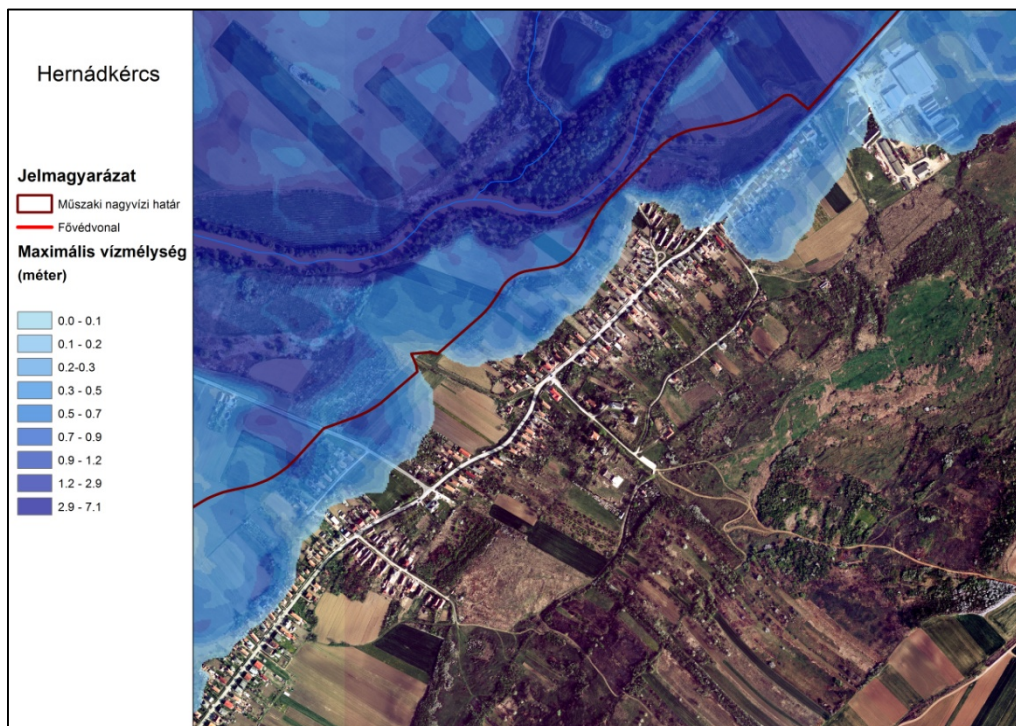 Hernádkércs
Jelmagyarázat
Műszaki nagyvízi határ
Fővédvonal
Maximális vízmélység
(méter)
0.0 - 0.1
0.1 - 0.2
0.2-0.3
0.3 - 0.5
0.5 - 0.7
0.7 - 0.9
0.9 - 1.2
1.2 - 2.9
2.9 - 7.1